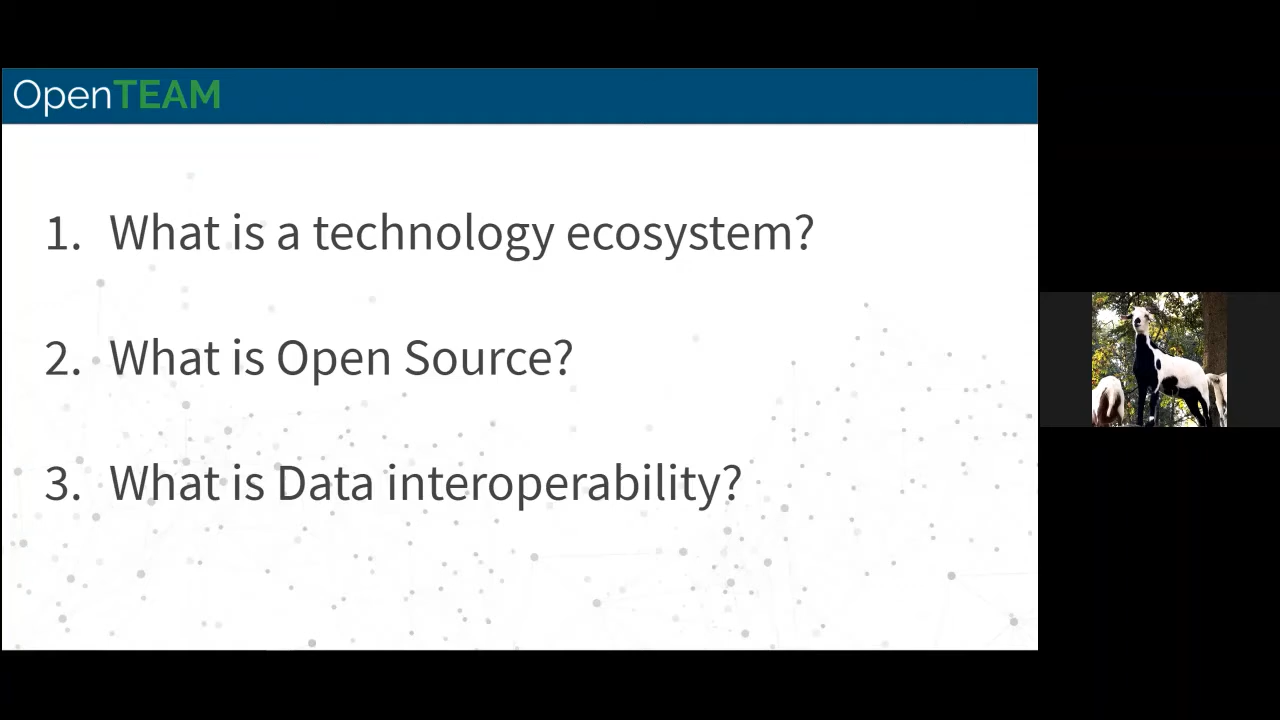 OpenTEAM
1. What is a technology ecosystem?
2. What is Open Source?
3. What is Data interoperability?